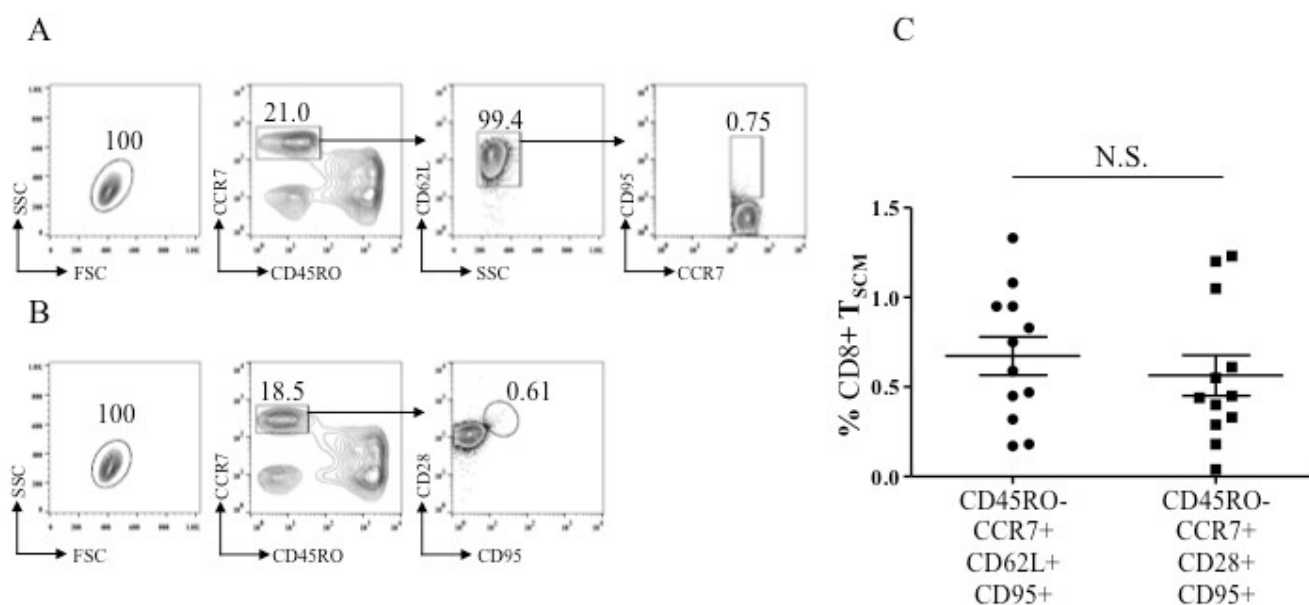 A
C
100
SSC
FSC
21.0
CCR7
CD45RO
99.4
CD62L
SSC
0.75
CD95
CCR7
B
100
SSC
FSC
18.5
CCR7
CD45RO
0.61
CD28
CD95
N.S.
% CD8+ TSCM
1.5
1.0
0.5
0.0
CD45RO-
CCR7+
CD62L+
CD95+
CD45RO-
CCR7+
CD28+
CD95+